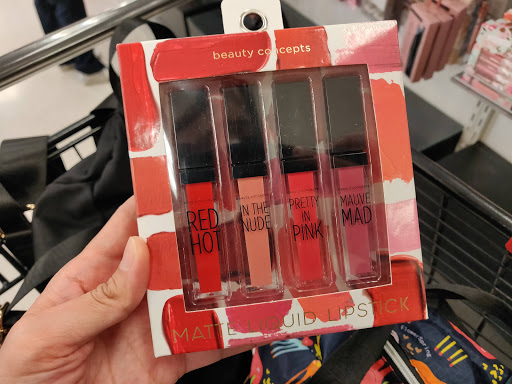 beauty concepts
RED
HOT
IN THE
NUDE
PRETTY
IN
PINK
MAUVE
MAD
MATTE LIQUID LIPSTICK